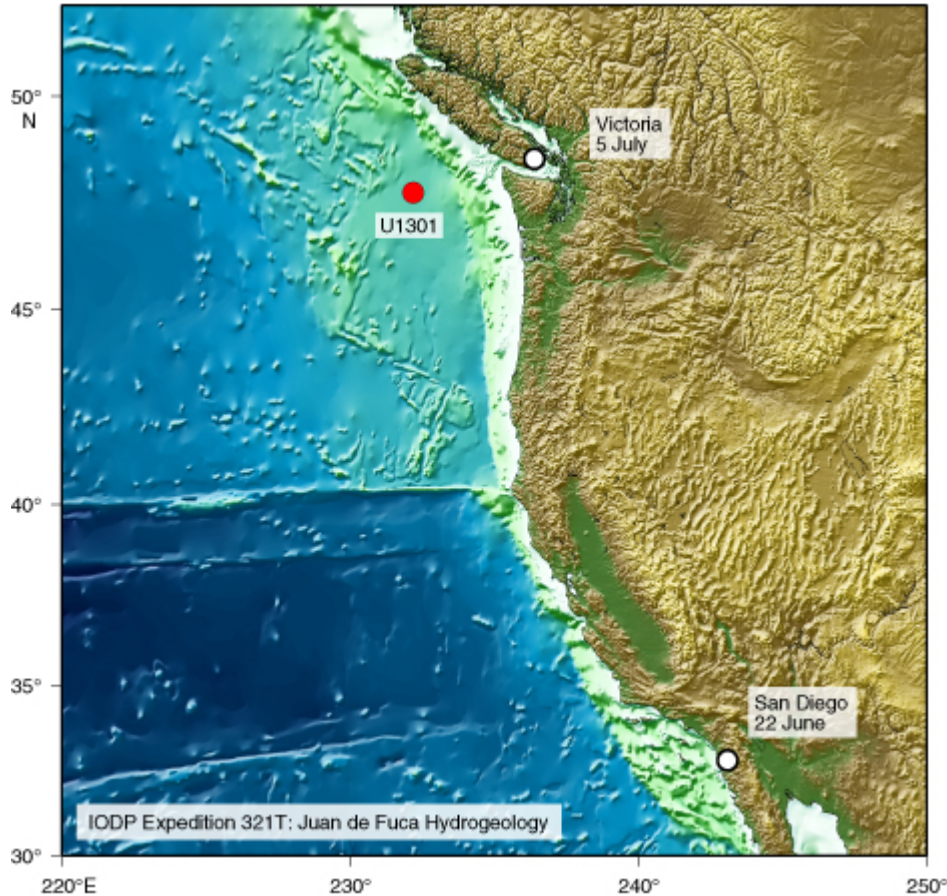 50°
N
Victoria
5 July
U1301
45°
40°
35°
San Diego
22 June
IODP Expedition 321T: Juan de Fuca Hydrogeology
30°
220°E
230°
240°
250°